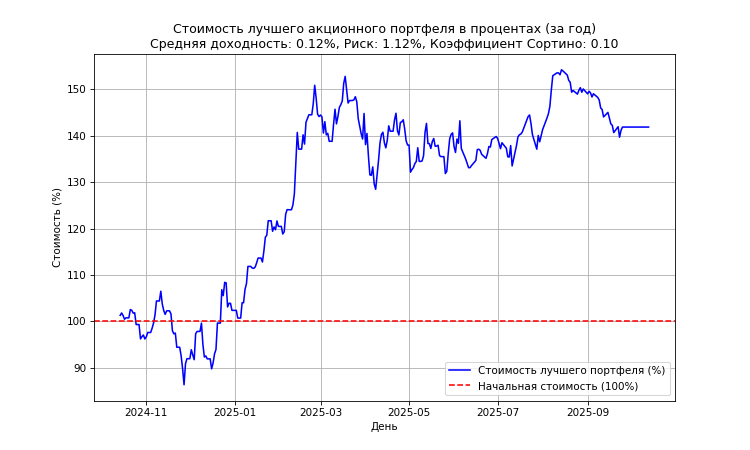 Стоимость лучшего акционного портфеля в процентах (за год)
Средняя доходность: 0.12%, Риск: 1.12%, Коэффициент Сортино: 0.10
Стоимость (%)
150
140
130
120
110
100
90
Стоимость лучшего портфеля (%)
Начальная стоимость (100%)
2024-11
2025-01
2025-03
2025-05
2025-07
2025-09
День